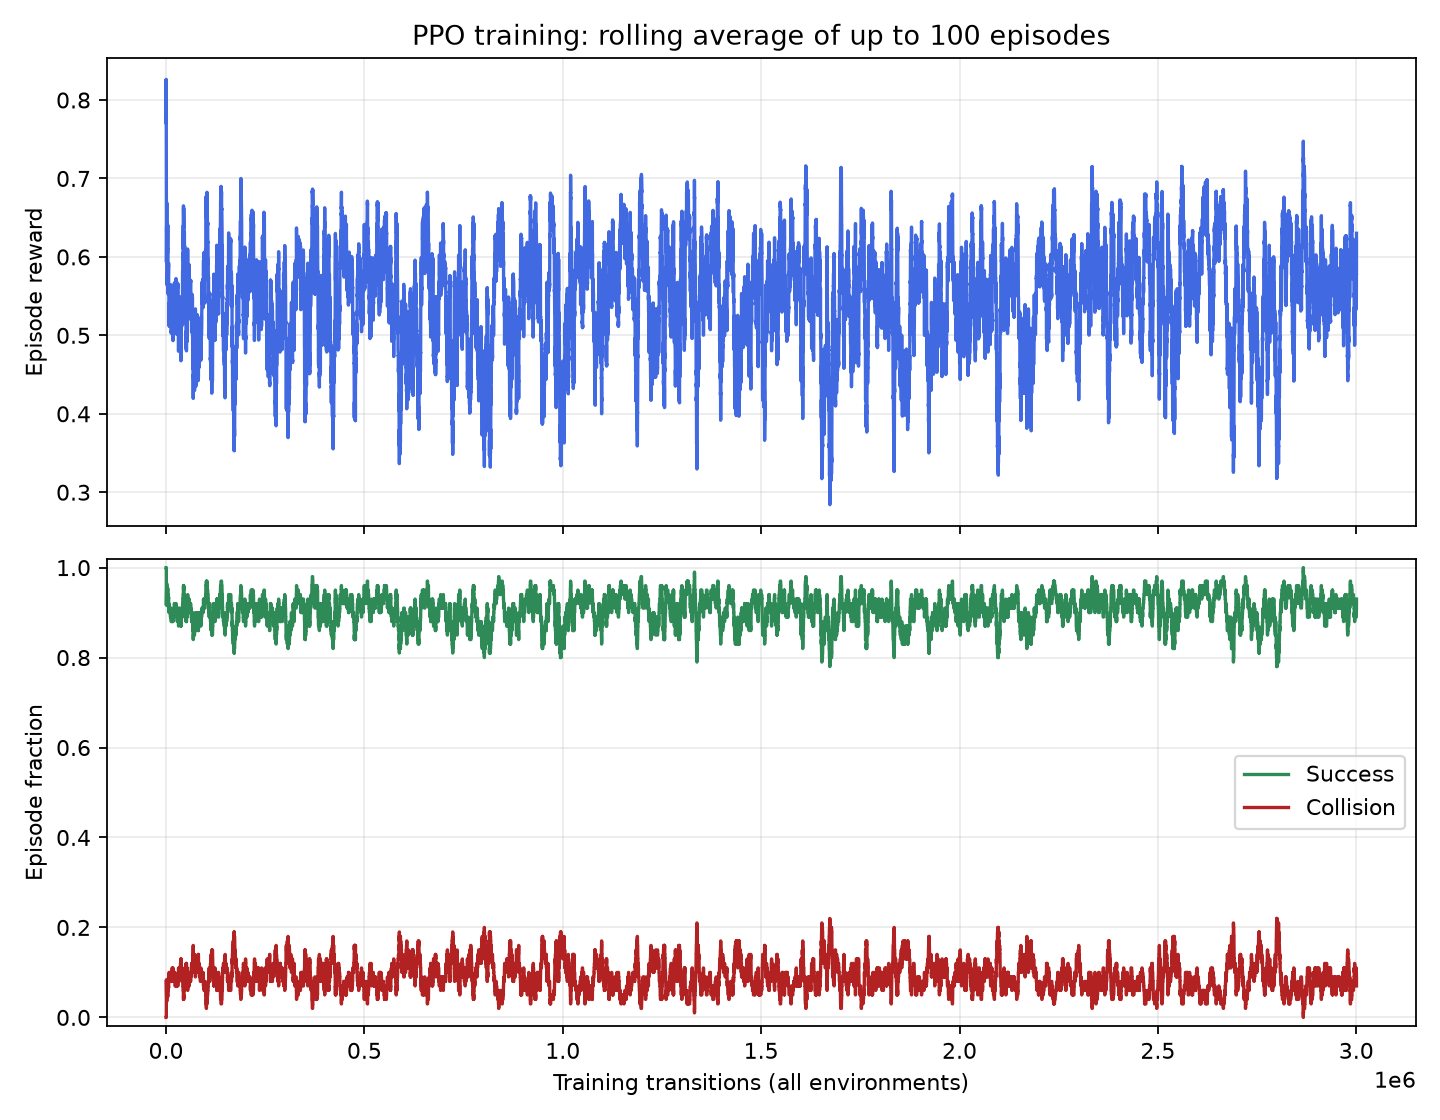 PPO training: rolling average of up to 100 episodes
Episode reward
0.8
0.7
0.6
0.5
0.4
0.3
Episode fraction
1.0
0.8
0.6
0.4
0.2
0.0
Success
Collision
0.0 0.5 1.0 1.5 2.0 2.5 3.0
1e6
Training transitions (all environments)